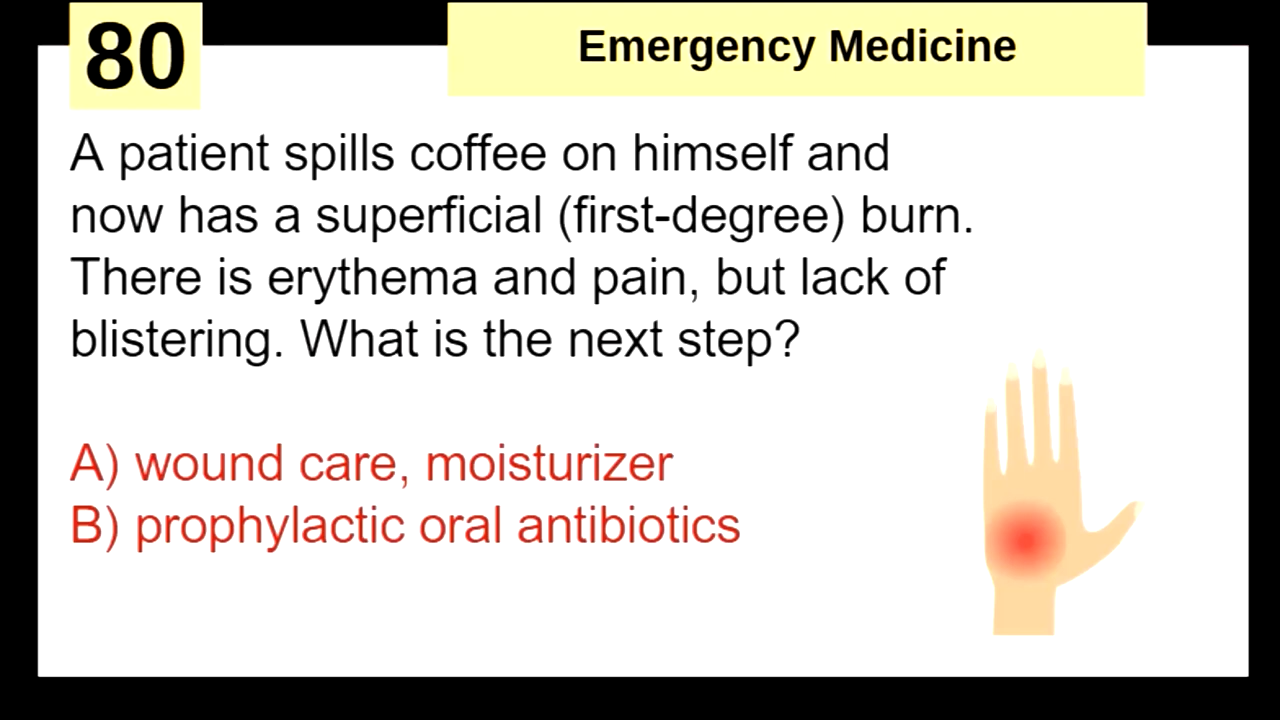 80
Emergency Medicine
A patient spills coffee on himself and
now has a superficial (first-degree) burn.
There is erythema and pain, but lack of
blistering. What is the next step?
A) wound care, moisturizer
B) prophylactic oral antibiotics